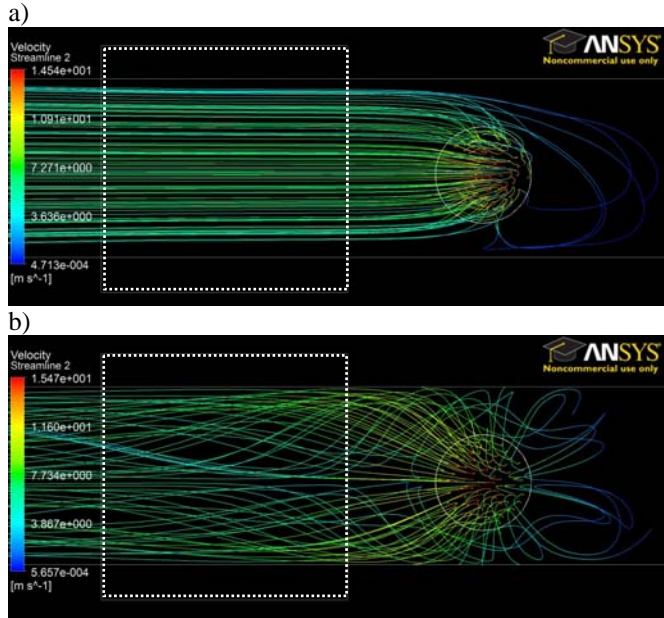 a)
Velocity
Streamline 2
1.454e+001
1.091e+001
7.271e+000
3.636e+000
4.713e-004
[m s^-1]
ANSYS
Noncommercial use only
b)
Velocity
Streamline 2
1.547e+001
1.160e+001
7.734e+000
3.867e+000
5.657e-004
[m s^-1]
ANSYS
Noncommercial use only